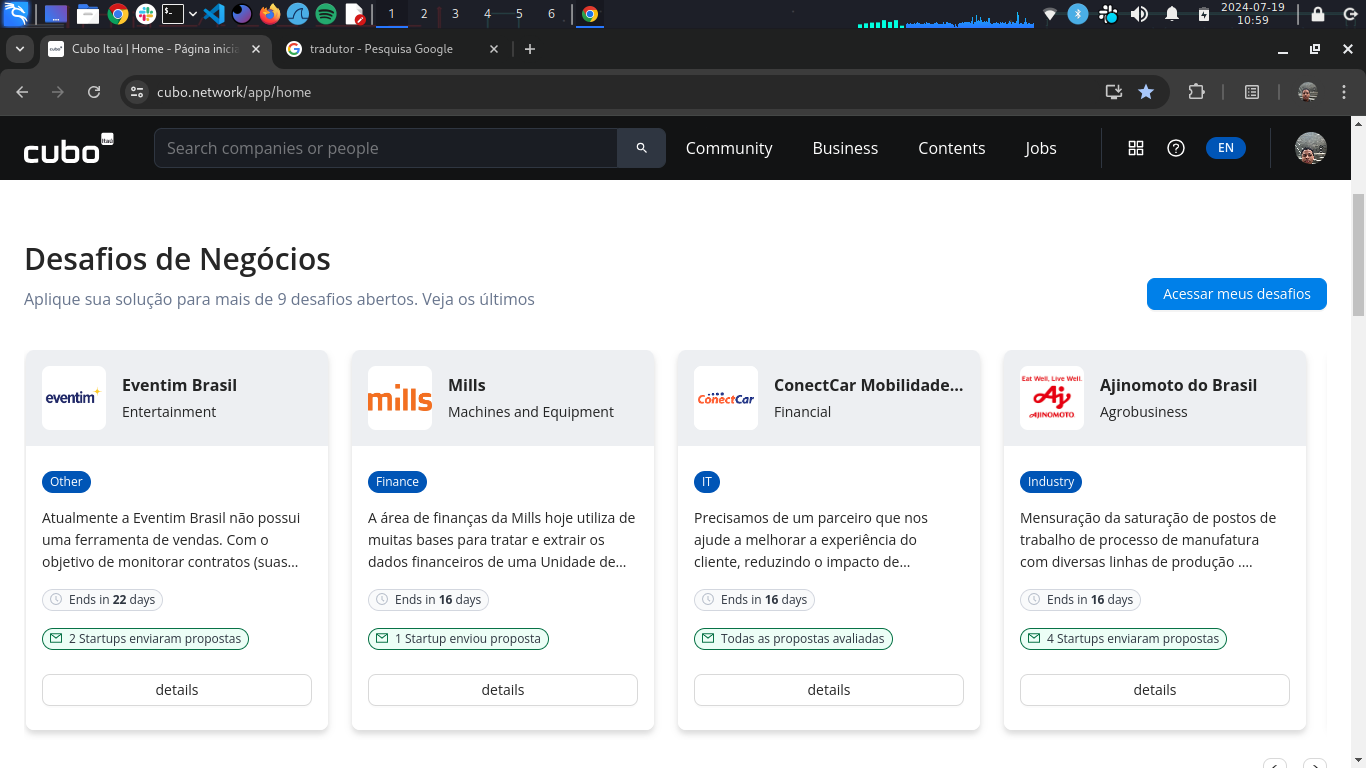 1 2 3 4 5 6
2024-07-19
10:59
Cubo Itaú | Home - Página inicia
tradutor - Pesquisa Google
cubo.network/app/home
cubo Itaú
Search companies or people
Community
Business
Contents
Jobs
EN
Desafios de Negócios
Aplique sua solução para mais de 9 desafios abertos. Veja os últimos
Acessar meus desafios
eventim
Eventim Brasil
Entertainment
Other
Atualmente a Eventim Brasil não possui
uma ferramenta de vendas. Com o
objetivo de monitorar contratos (suas...
Ends in 22 days
2 Startups enviaram propostas
details
mills
Mills
Machines and Equipment
Finance
A área de finanças da Mills hoje utiliza de
muitas bases para tratar e extrair os
dados financeiros de uma Unidade de...
Ends in 16 days
1 Startup enviou proposta
details
ConectCar
ConectCar Mobilidade...
Financial
IT
Precisamos de um parceiro que nos
ajude a melhorar a experiência do
cliente, reduzindo o impacto de...
Ends in 16 days
Todas as propostas avaliadas
details
Eat Well, Live Well.
Aj
AJINOMOTO
Ajinomoto do Brasil
Agrobusiness
Industry
Mensuração da saturação de postos de
trabalho de processo de manufatura
com diversas linhas de produção ....
Ends in 16 days
4 Startups enviaram propostas
details